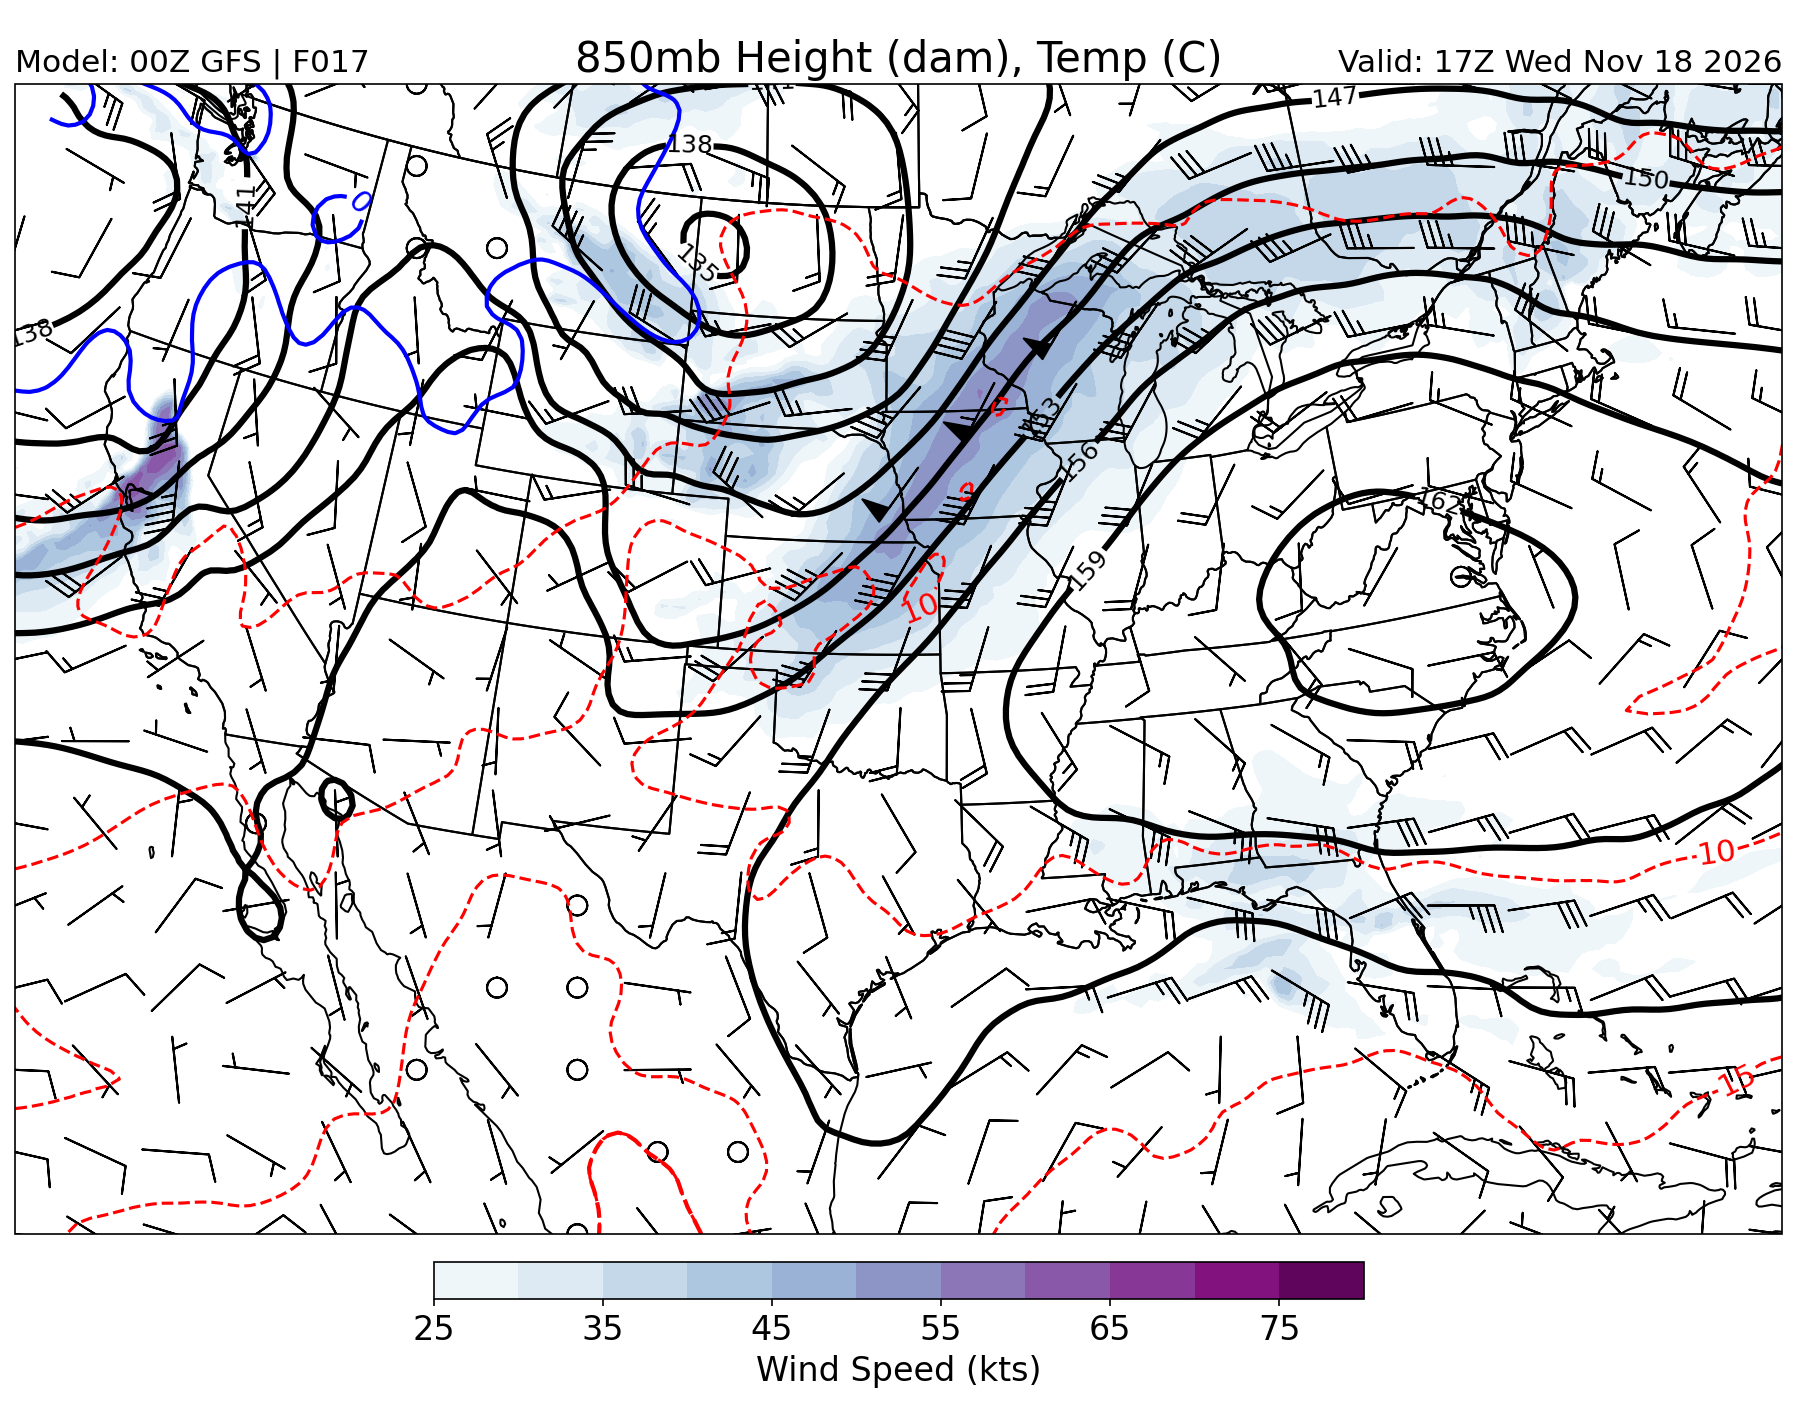 Model: 00Z GFS | F017
850mb Height (dam), Temp (C)
Valid: 17Z Wed Nov 18 2026
147
138
150
141
0
135
138
153
156
162
159
10
10
15
25 35 45 55 65 75
Wind Speed (kts)